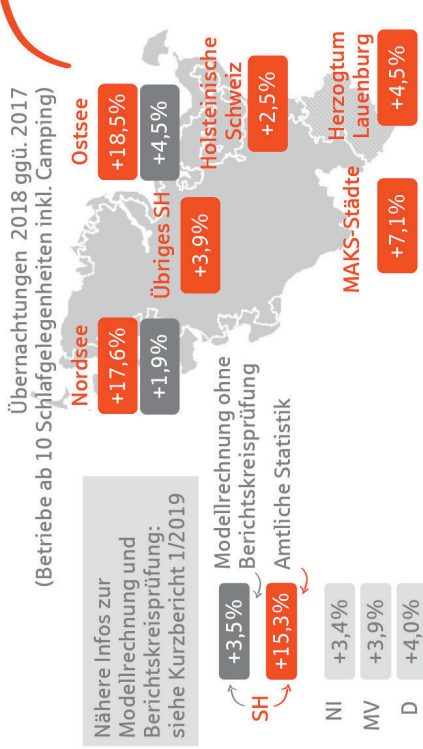 Übernachtungen 2018 ggü. 2017
(Betriebe ab 10 Schlafgelegenheiten inkl. Camping)
Nordsee
+17,6%
+1,9%
Ostsee
+18,5%
+4,5%
Übriges SH
+3,9%
Holsteinische
Schweiz
+2,5%
MAKS-Städte
+7,1%
Herzogtum
Lauenburg
+4,5%
Nähere Infos zur
Modellrechnung und
Berichtskreisprüfung:
siehe Kurzbericht 1/2019
SH
+3,5%
Modellrechnung ohne
Berichtskreisprüfung
+15,3%
Amtliche Statistik
NI
+3,4%
MV
+3,9%
D
+4,0%